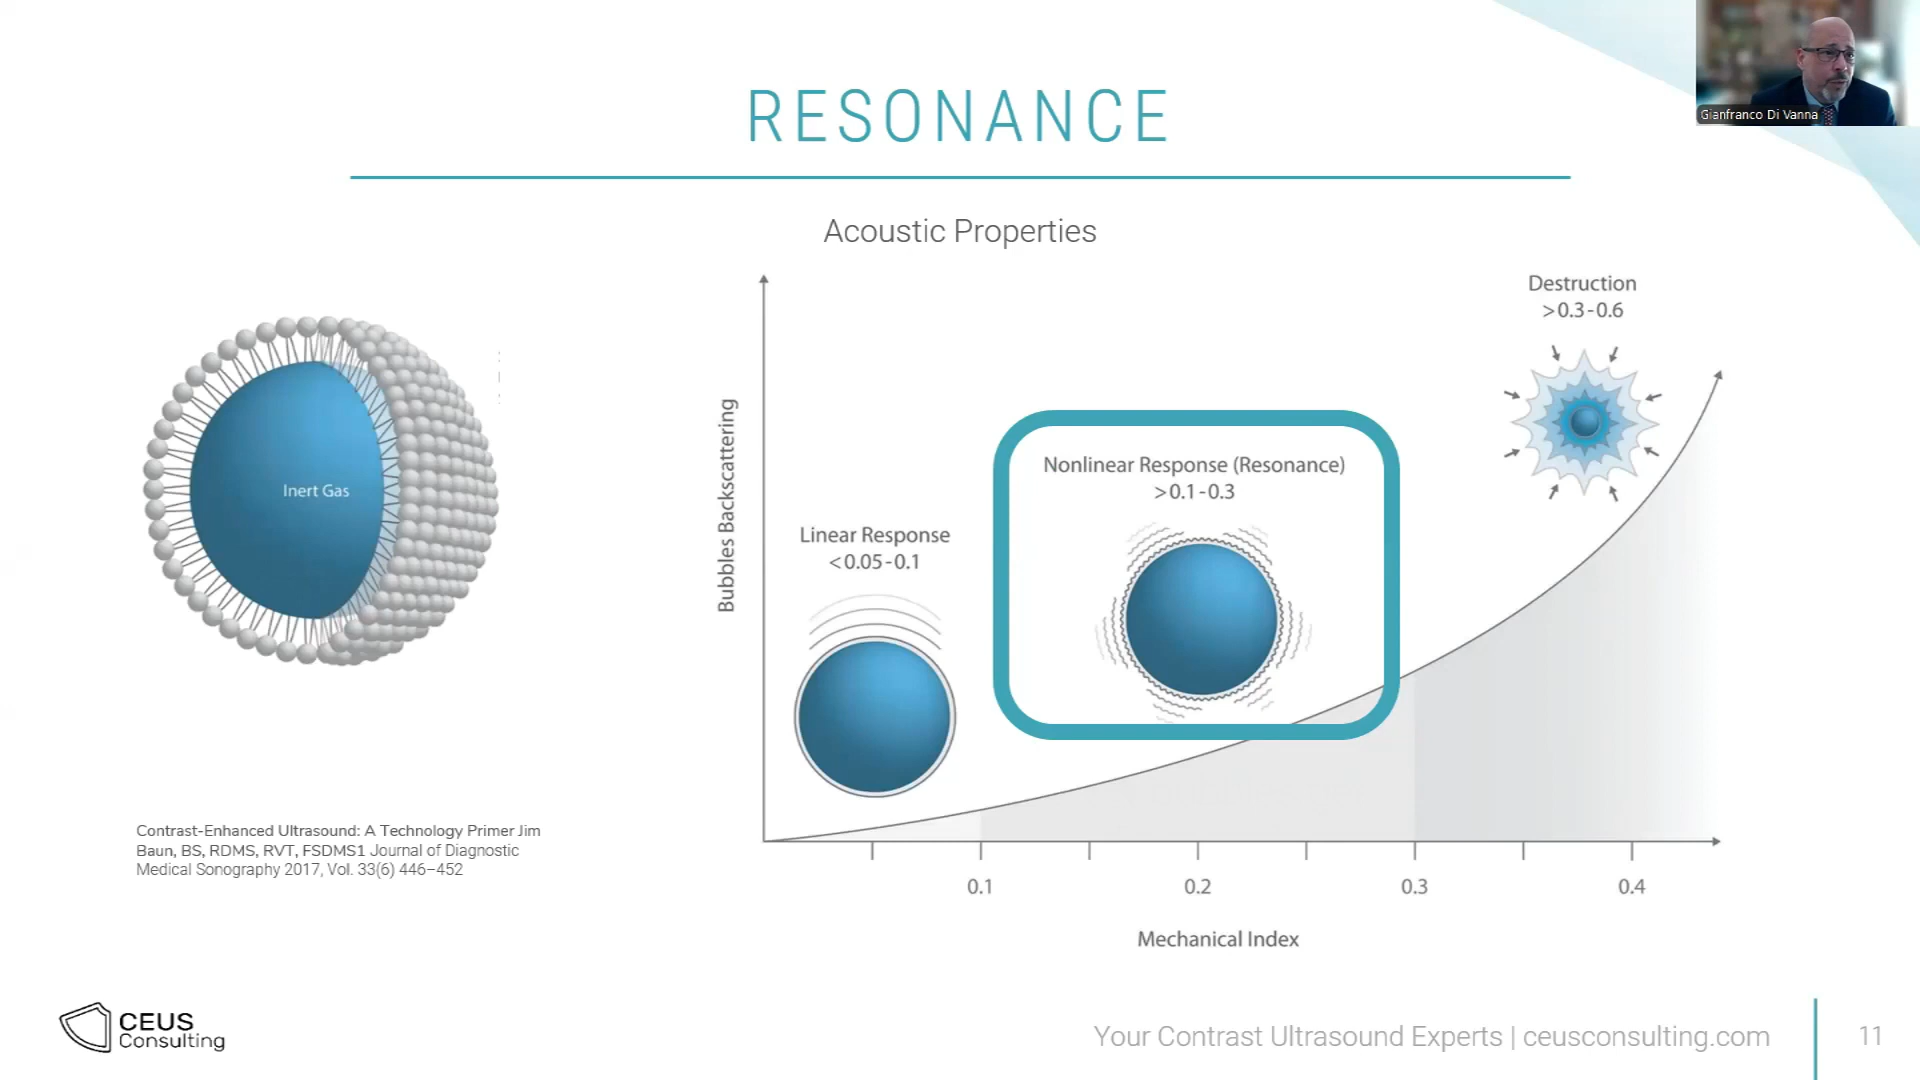 Gianfranco Di Vanna
RESONANCE
Acoustic Properties
Inert Gas
Contrast-Enhanced Ultrasound: A Technology Primer Jim
Baun, BS, RDMS, RVT, FSDMS1 Journal of Diagnostic
Medical Sonography 2017, Vol. 33(6) 446–452
Bubbles Backscattering
Linear Response
<0.05-0.1
Nonlinear Response (Resonance)
>0.1-0.3
Destruction
>0.3-0.6
0.1
0.2
0.3
0.4
Mechanical Index
CEUS
Consulting
Your Contrast Ultrasound Experts | ceusconsulting.com
11